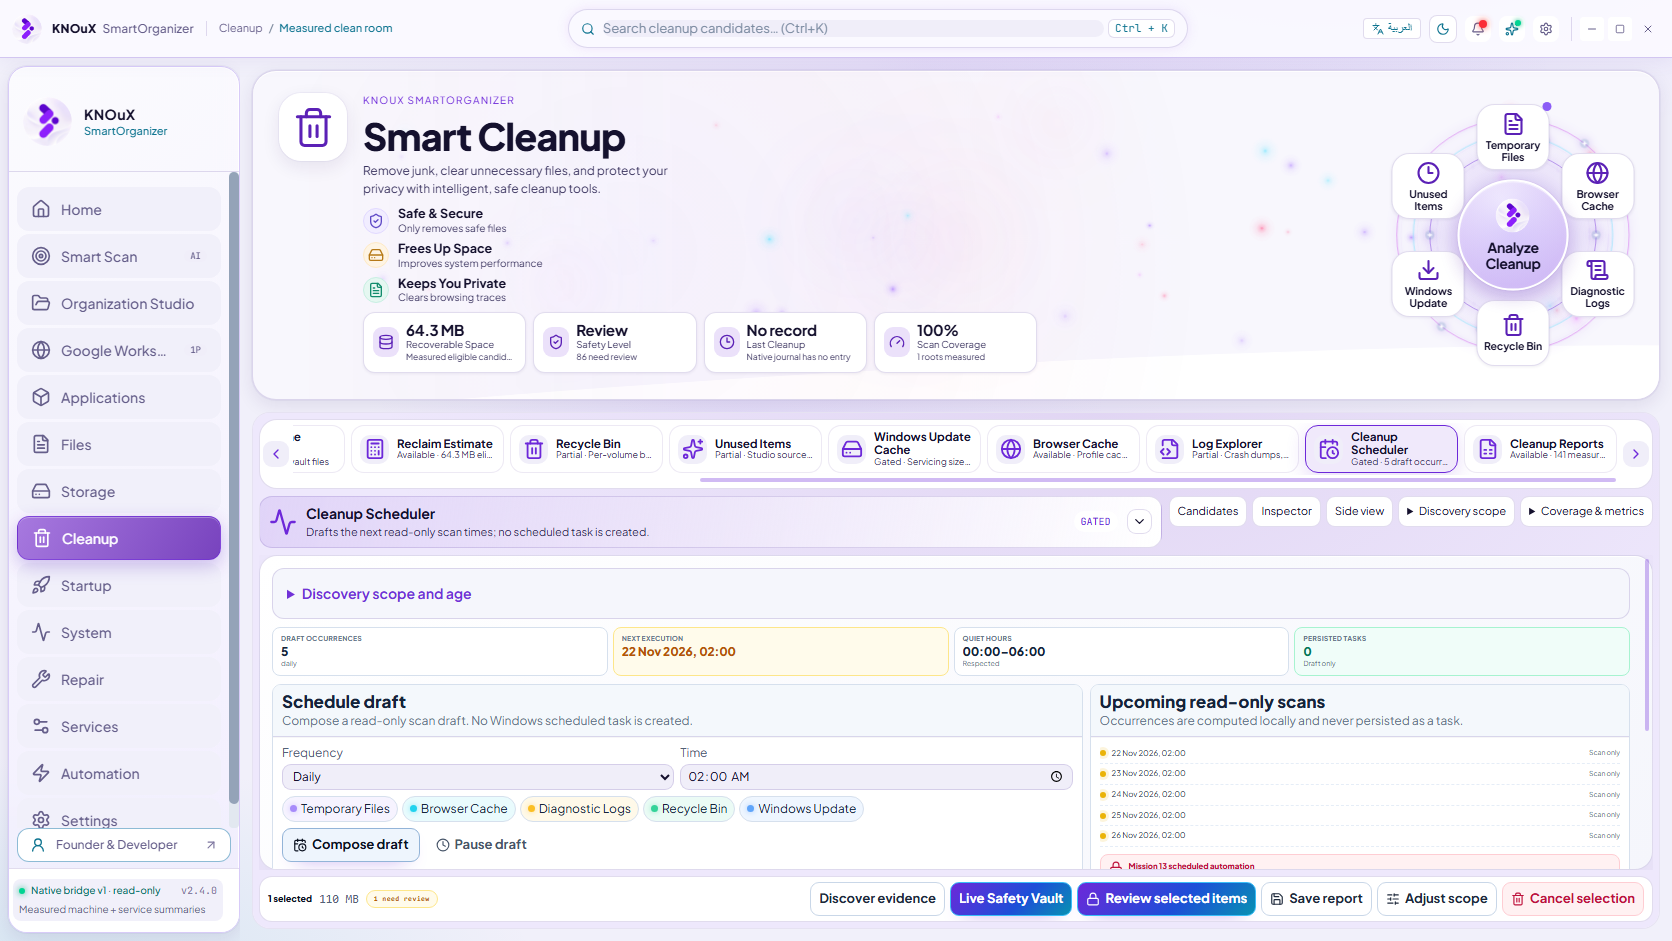 KNOuX SmartOrganizer
Cleanup / Measured clean room
Search cleanup candidates... (Ctrl+K)
Ctrl + K
العربية
KNOuX
SmartOrganizer
Home
Smart Scan AI
Organization Studio
Google Works... 1P
Applications
Files
Storage
Cleanup
Startup
System
Repair
Services
Automation
Settings
Founder & Developer
Native bridge v1 · read-only v2.4.0
Measured machine + service summaries
KNOUX SMARTORGANIZER
Smart Cleanup
Remove junk, clear unnecessary files, and protect your
privacy with intelligent, safe cleanup tools.
Safe & Secure
Only removes safe files
Frees Up Space
Improves system performance
Keeps You Private
Clears browsing traces
64.3 MB
Recoverable Space
Measured eligible candid...
Review
Safety Level
86 need review
No record
Last Cleanup
Native journal has no entry
100%
Scan Coverage
1 roots measured
Temporary
Files
Unused
Items
Browser
Cache
Analyze
Cleanup
Windows
Update
Diagnostic
Logs
Recycle Bin
Reclaim Estimate
Available · 64.3 MB eli...
Recycle Bin
Partial · Per-volume b...
Unused Items
Partial · Studio source...
Windows Update
Cache
Gated · Servicing size...
Browser Cache
Available · Profile cac...
Log Explorer
Partial · Crash dumps,...
Cleanup
Scheduler
Gated · 5 draft occurr...
Cleanup Reports
Available · 141 measur...
Cleanup Scheduler
Drafts the next read-only scan times; no scheduled task is created.
GATED
Candidates
Inspector
Side view
Discovery scope
Coverage & metrics
Discovery scope and age
DRAFT OCCURRENCES
5
daily
NEXT EXECUTION
22 Nov 2026, 02:00
QUIET HOURS
00:00–06:00
Respected
PERSISTED TASKS
0
Draft only
Schedule draft
Compose a read-only scan draft. No Windows scheduled task is created.
Frequency
Daily
Time
02:00 AM
Temporary Files
Browser Cache
Diagnostic Logs
Recycle Bin
Windows Update
Compose draft
Pause draft
Upcoming read-only scans
Occurrences are computed locally and never persisted as a task.
22 Nov 2026, 02:00 Scan only
23 Nov 2026, 02:00 Scan only
24 Nov 2026, 02:00 Scan only
25 Nov 2026, 02:00 Scan only
26 Nov 2026, 02:00 Scan only
Mission 13 scheduled automation
1 selected 110 MB 1 need review
Discover evidence
Live Safety Vault
Review selected items
Save report
Adjust scope
Cancel selection